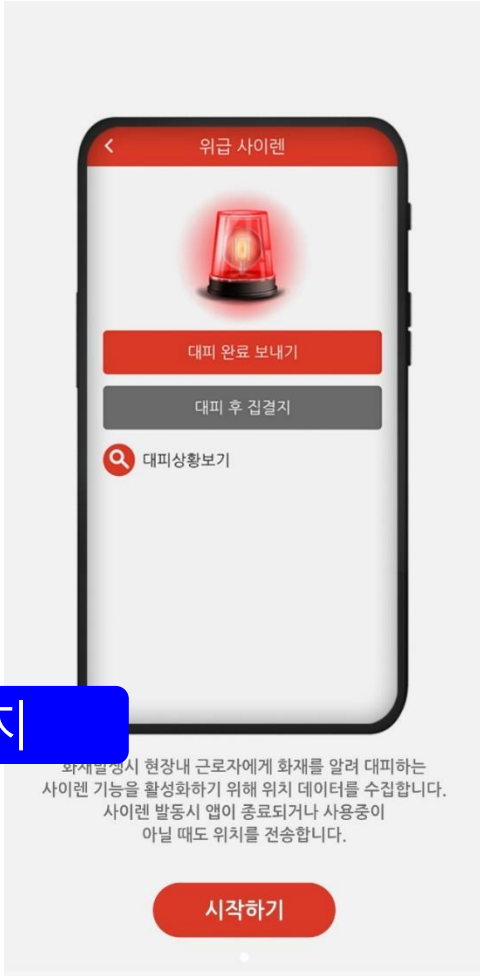 위급 사이렌
대피 완료 보내기
대피 후 집결지
대피상황보기
지
화재발생시 현장내 근로자에게 화재를 알려 대피하는
사이렌 기능을 활성화하기 위해 위치 데이터를 수집합니다.
사이렌 발동시 앱이 종료되거나 사용중이
아닐 때도 위치를 전송합니다.
시작하기